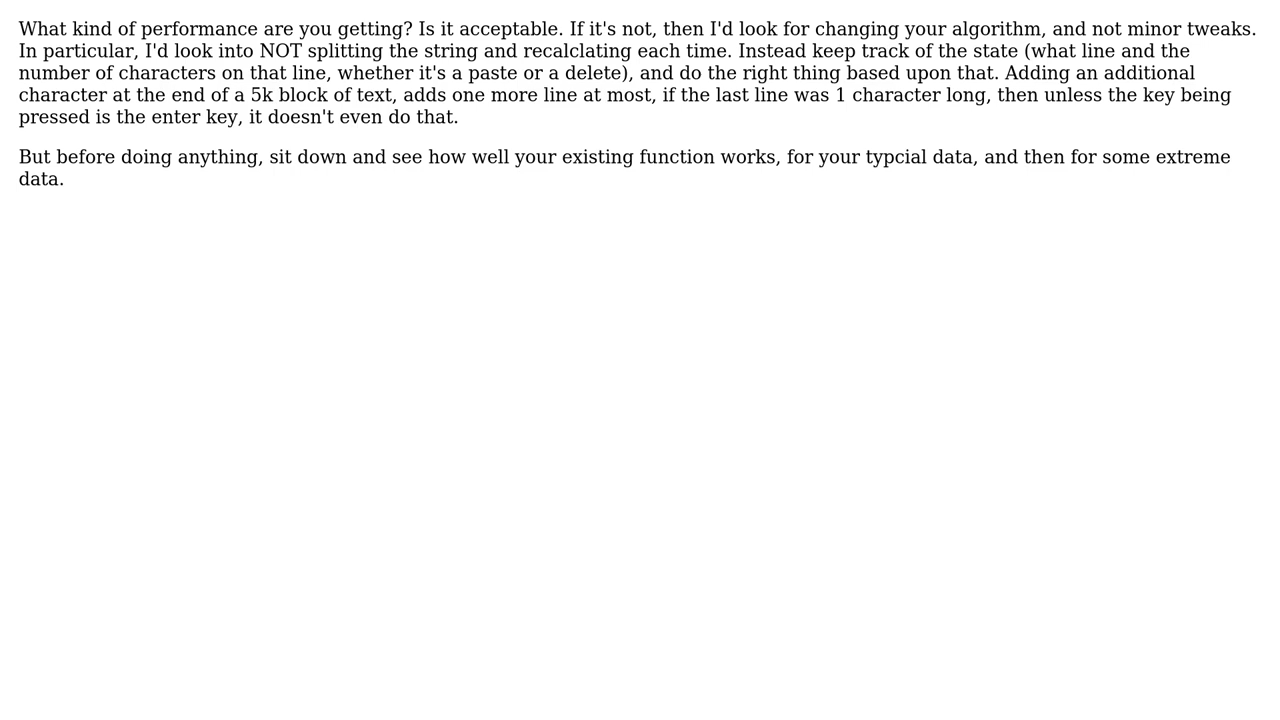 What kind of performance are you getting? Is it acceptable. If it's not, then I'd look for changing your algorithm, and not minor tweaks.
In particular, I'd look into NOT splitting the string and recalclating each time. Instead keep track of the state (what line and the
number of characters on that line, whether it's a paste or a delete), and do the right thing based upon that. Adding an additional
character at the end of a 5k block of text, adds one more line at most, if the last line was 1 character long, then unless the key being
pressed is the enter key, it doesn't even do that.
But before doing anything, sit down and see how well your existing function works, for your typcial data, and then for some extreme
data.